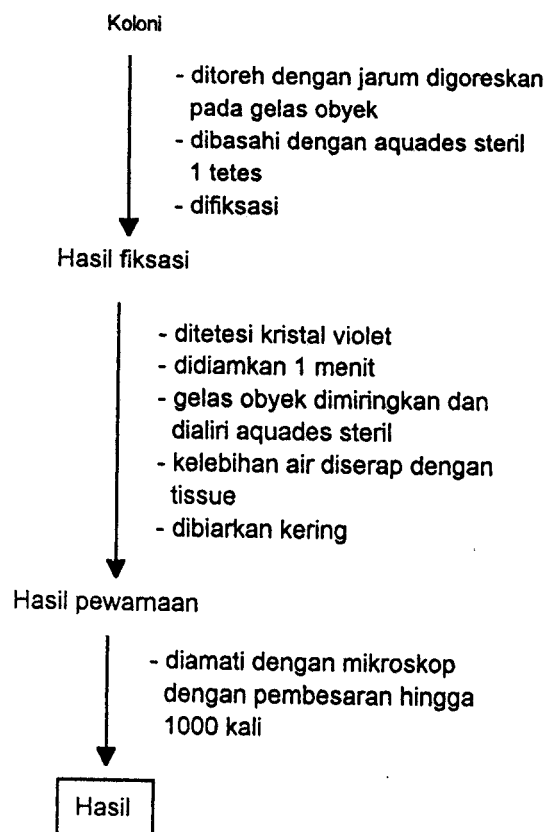 Koloni
- ditoreh dengan jarum digoreskan
pada gelas obyek
- dibasahi dengan aquades steril
1 tetes
- difiksasi
Hasil fiksasi
- ditetesi kristal violet
- didiamkan 1 menit
- gelas obyek dimiringkan dan
dialiri aquades steril
- kelebihan air diserap dengan
tissue
- dibiarkan kering
Hasil pewarnaan
- diamati dengan mikroskop
dengan pembesaran hingga
1000 kali
Hasil